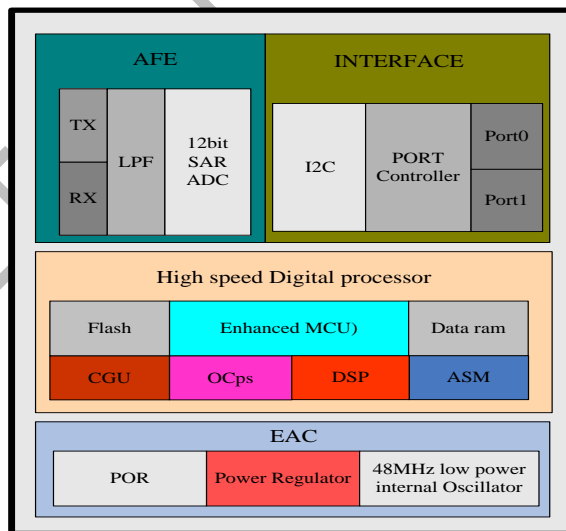 AFE
TX
RX
LPF
12bit
SAR
ADC
INTERFACE
I2C
PORT
Controller
Port0
Port1
High speed Digital processor
Flash
Enhanced MCU)
Data ram
CGU
OCps
DSP
ASM
EAC
POR
Power Regulator
48MHz low power
internal Oscillator